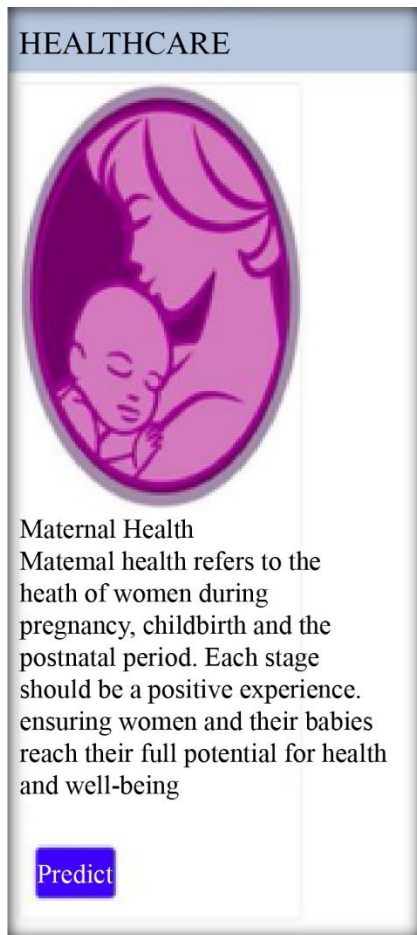 HEALTHCARE
Maternal Health
Matemal health refers to the
heath of women during
pregnancy, childbirth and the
postnatal period. Each stage
should be a positive experience.
ensuring women and their babies
reach their full potential for health
and well-being
Predict